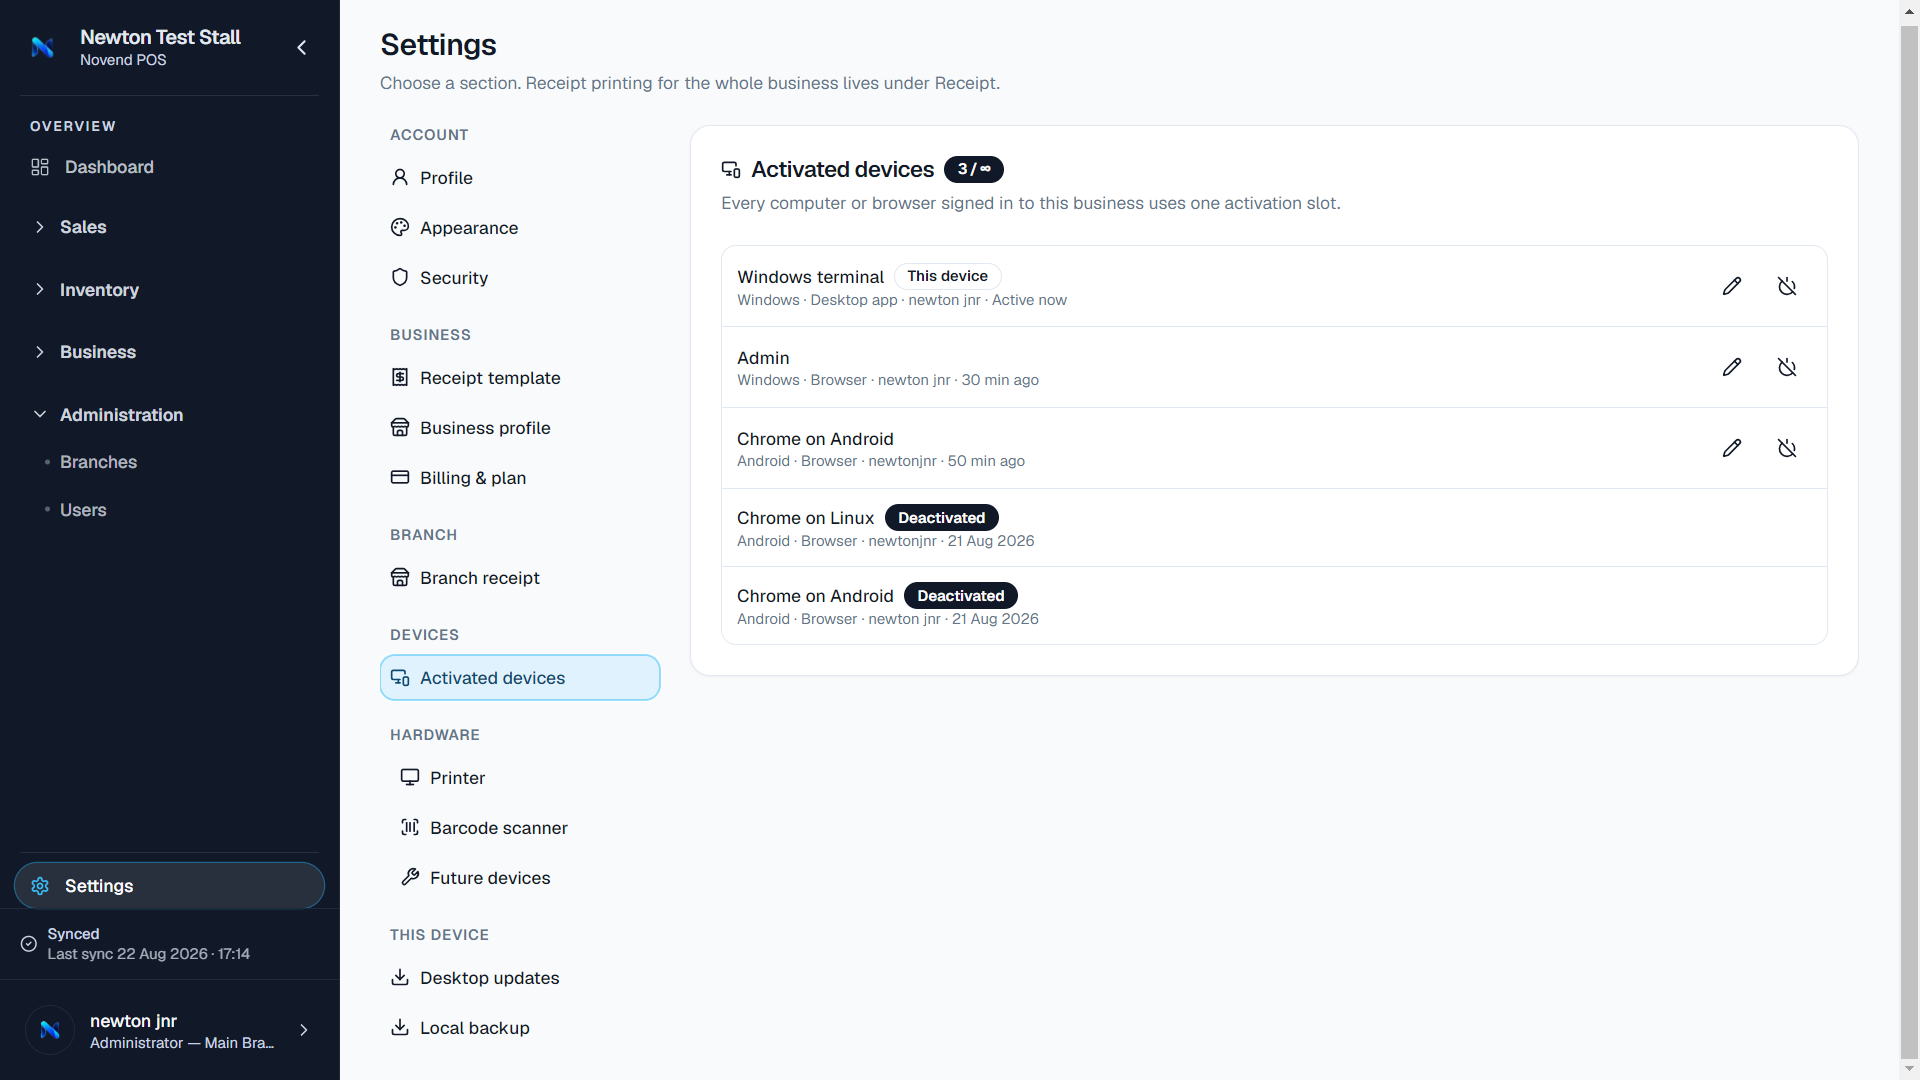 Newton Test Stall
Novend POS
OVERVIEW
Dashboard
Sales
Inventory
Business
Administration
Branches
Users
Settings
Synced
Last sync 22 Aug 2026 · 17:14
newton jnr
Administrator — Main Bra...
Settings
Choose a section. Receipt printing for the whole business lives under Receipt.
ACCOUNT
Profile
Appearance
Security
BUSINESS
Receipt template
Business profile
Billing & plan
BRANCH
Branch receipt
DEVICES
Activated devices
HARDWARE
Printer
Barcode scanner
Future devices
THIS DEVICE
Desktop updates
Local backup
Activated devices 3 / ∞
Every computer or browser signed in to this business uses one activation slot.
Windows terminal This device
Windows · Desktop app · newton jnr · Active now
Admin
Windows · Browser · newton jnr · 30 min ago
Chrome on Android
Android · Browser · newtonjnr · 50 min ago
Chrome on Linux Deactivated
Android · Browser · newtonjnr · 21 Aug 2026
Chrome on Android Deactivated
Android · Browser · newton jnr · 21 Aug 2026